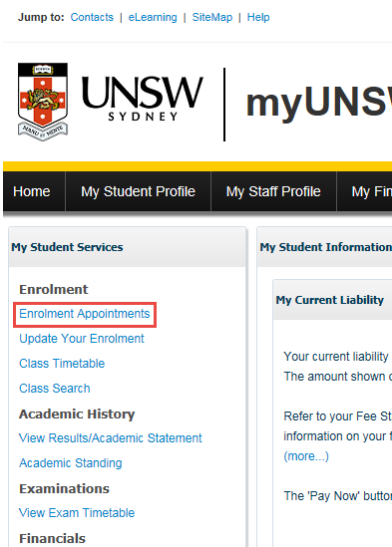 Jump to: Contacts | eLearning | SiteMap | Help
UNSW
SYDNEY
myUNSW
Home My Student Profile My Staff Profile My Fin
My Student Services
Enrolment
Enrolment Appointments
Update Your Enrolment
Class Timetable
Class Search
Academic History
View Results/Academic Statement
Academic Standing
Examinations
View Exam Timetable
Financials
My Student Information
My Current Liability
Your current liability
The amount shown
Refer to your Fee St
information on your
(more...)
The 'Pay Now' button